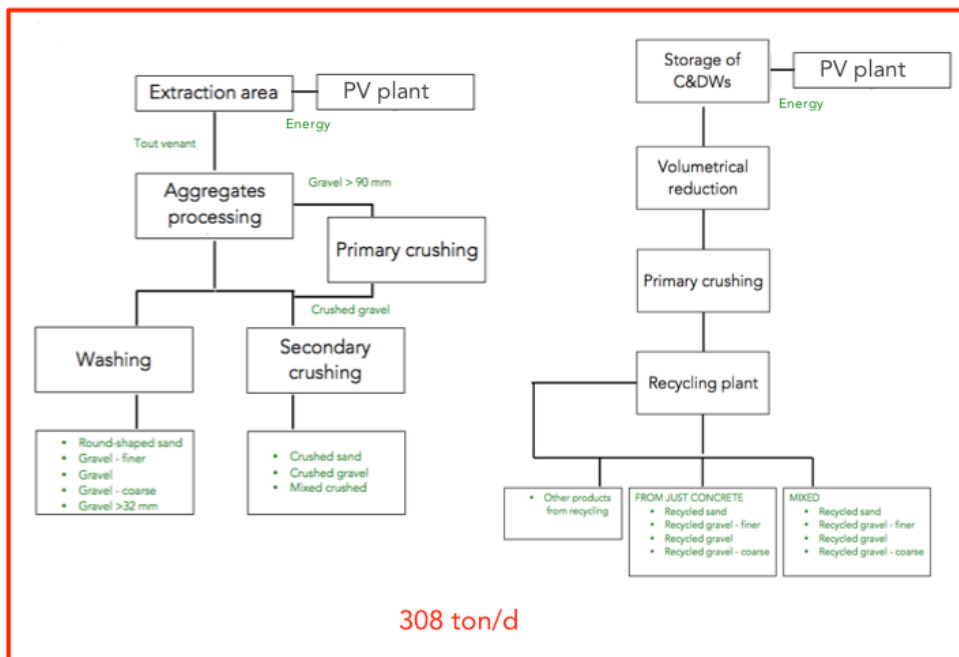 Extraction area
PV plant
Energy
Tout venant
Aggregates
processing
Gravel > 90 mm
Primary crushing
Crushed gravel
Washing
Secondary
crushing
• Round-shaped sand
• Gravel - finer
• Gravel
• Gravel - coarse
• Gravel >32 mm
• Crushed sand
• Crushed gravel
• Mixed crushed
Storage of
C&DWs
PV plant
Energy
Volumetrical
reduction
Primary crushing
Recycling plant
• Other products
from recycling
FROM JUST CONCRETE
• Recycled sand
• Recycled gravel - finer
• Recycled gravel
• Recycled gravel - coarse
MIXED
• Recycled sand
• Recycled gravel - finer
• Recycled gravel
• Recycled gravel - coarse
308 ton/d